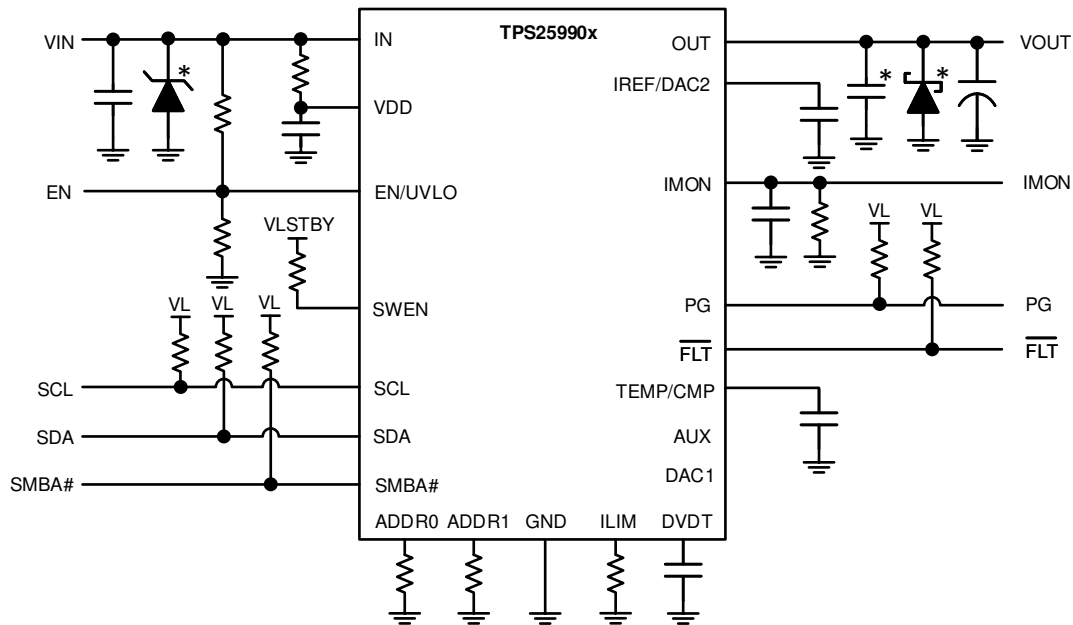 TPS25990x
VIN
IN
OUT
VOUT
*
*
*
IREF/DAC2
VDD
EN
EN/UVLO
IMON
IMON
VLSTBY
VL
VL
SWEN
PG
PG
VL
VL
VL
FLT
FLT
SCL
SCL
TEMP/CMP
SDA
SDA
AUX
DAC1
SMBA#
SMBA#
ADDR0 ADDR1 GND ILIM DVDT